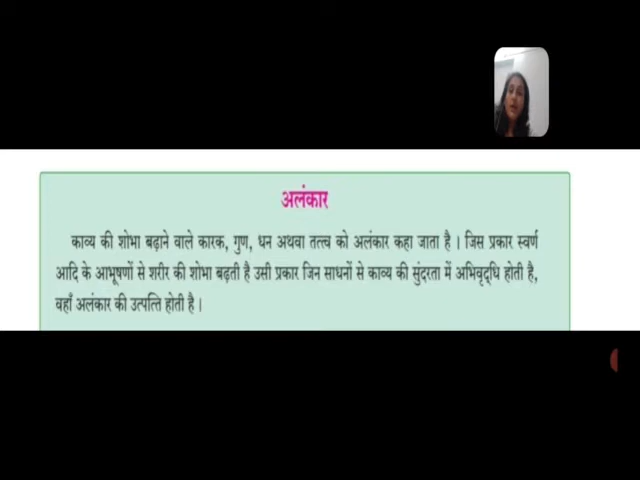 अलंकार
काव्य की शोभा बढ़ाने वाले कारक, गुण, धन अथवा तत्त्व को अलंकार कहा जाता है । जिस प्रकार स्वर्ण
आदि के आभूषणों से शरीर की शोभा बढ़ती है उसी प्रकार जिन साधनों से काव्य की सुंदरता में अभिवृद्धि होती है,
वहाँ अलंकार की उत्पत्ति होती है ।